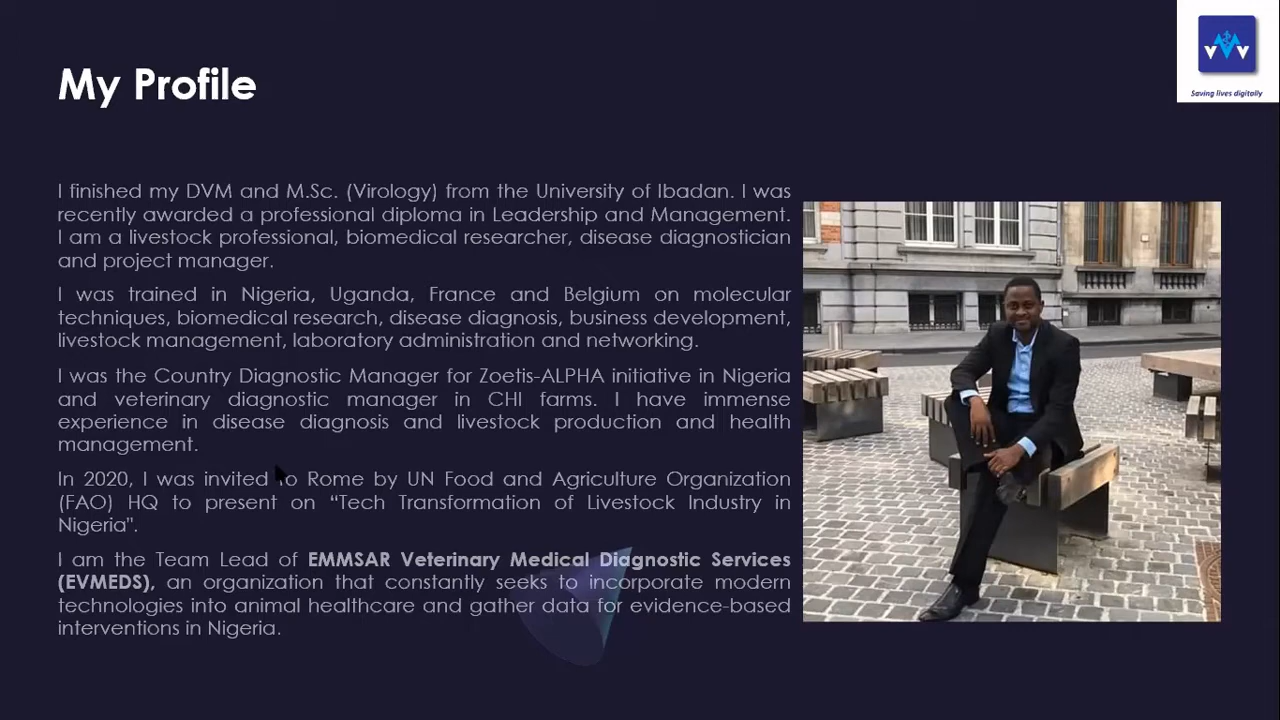 My Profile
Saving lives digitally
I finished my DVM and M.Sc. (Virology) from the University of Ibadan. I was
recently awarded a professional diploma in Leadership and Management.
I am a livestock professional, biomedical researcher, disease diagnostician
and project manager.
I was trained in Nigeria, Uganda, France and Belgium on molecular
techniques, biomedical research, disease diagnosis, business development,
livestock management, laboratory administration and networking.
I was the Country Diagnostic Manager for Zoetis-ALPHA initiative in Nigeria
and veterinary diagnostic manager in CHI farms. I have immense
experience in disease diagnosis and livestock production and health
management.
In 2020, I was invited to Rome by UN Food and Agriculture Organization
(FAO) HQ to present on “Tech Transformation of Livestock Industry in
Nigeria".
I am the Team Lead of EMMSAR Veterinary Medical Diagnostic Services
(EVMEDS), an organization that constantly seeks to incorporate modern
technologies into animal healthcare and gather data for evidence-based
interventions in Nigeria.